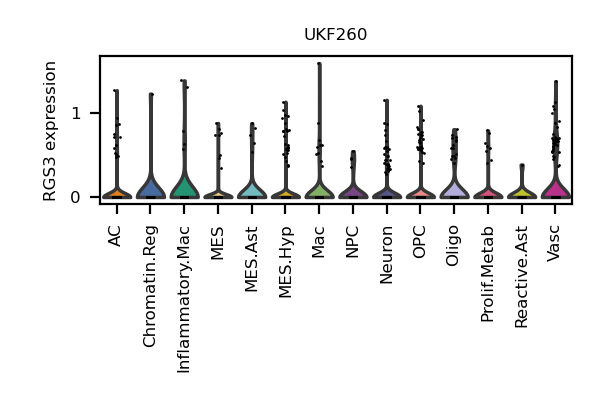 UKF260
RGS3 expression
1
0
AC
Chromatin.Reg
Inflammatory.Mac
MES
MES.Ast
MES.Hyp
Mac
NPC
Neuron
OPC
Oligo
Prolif.Metab
Reactive.Ast
Vasc